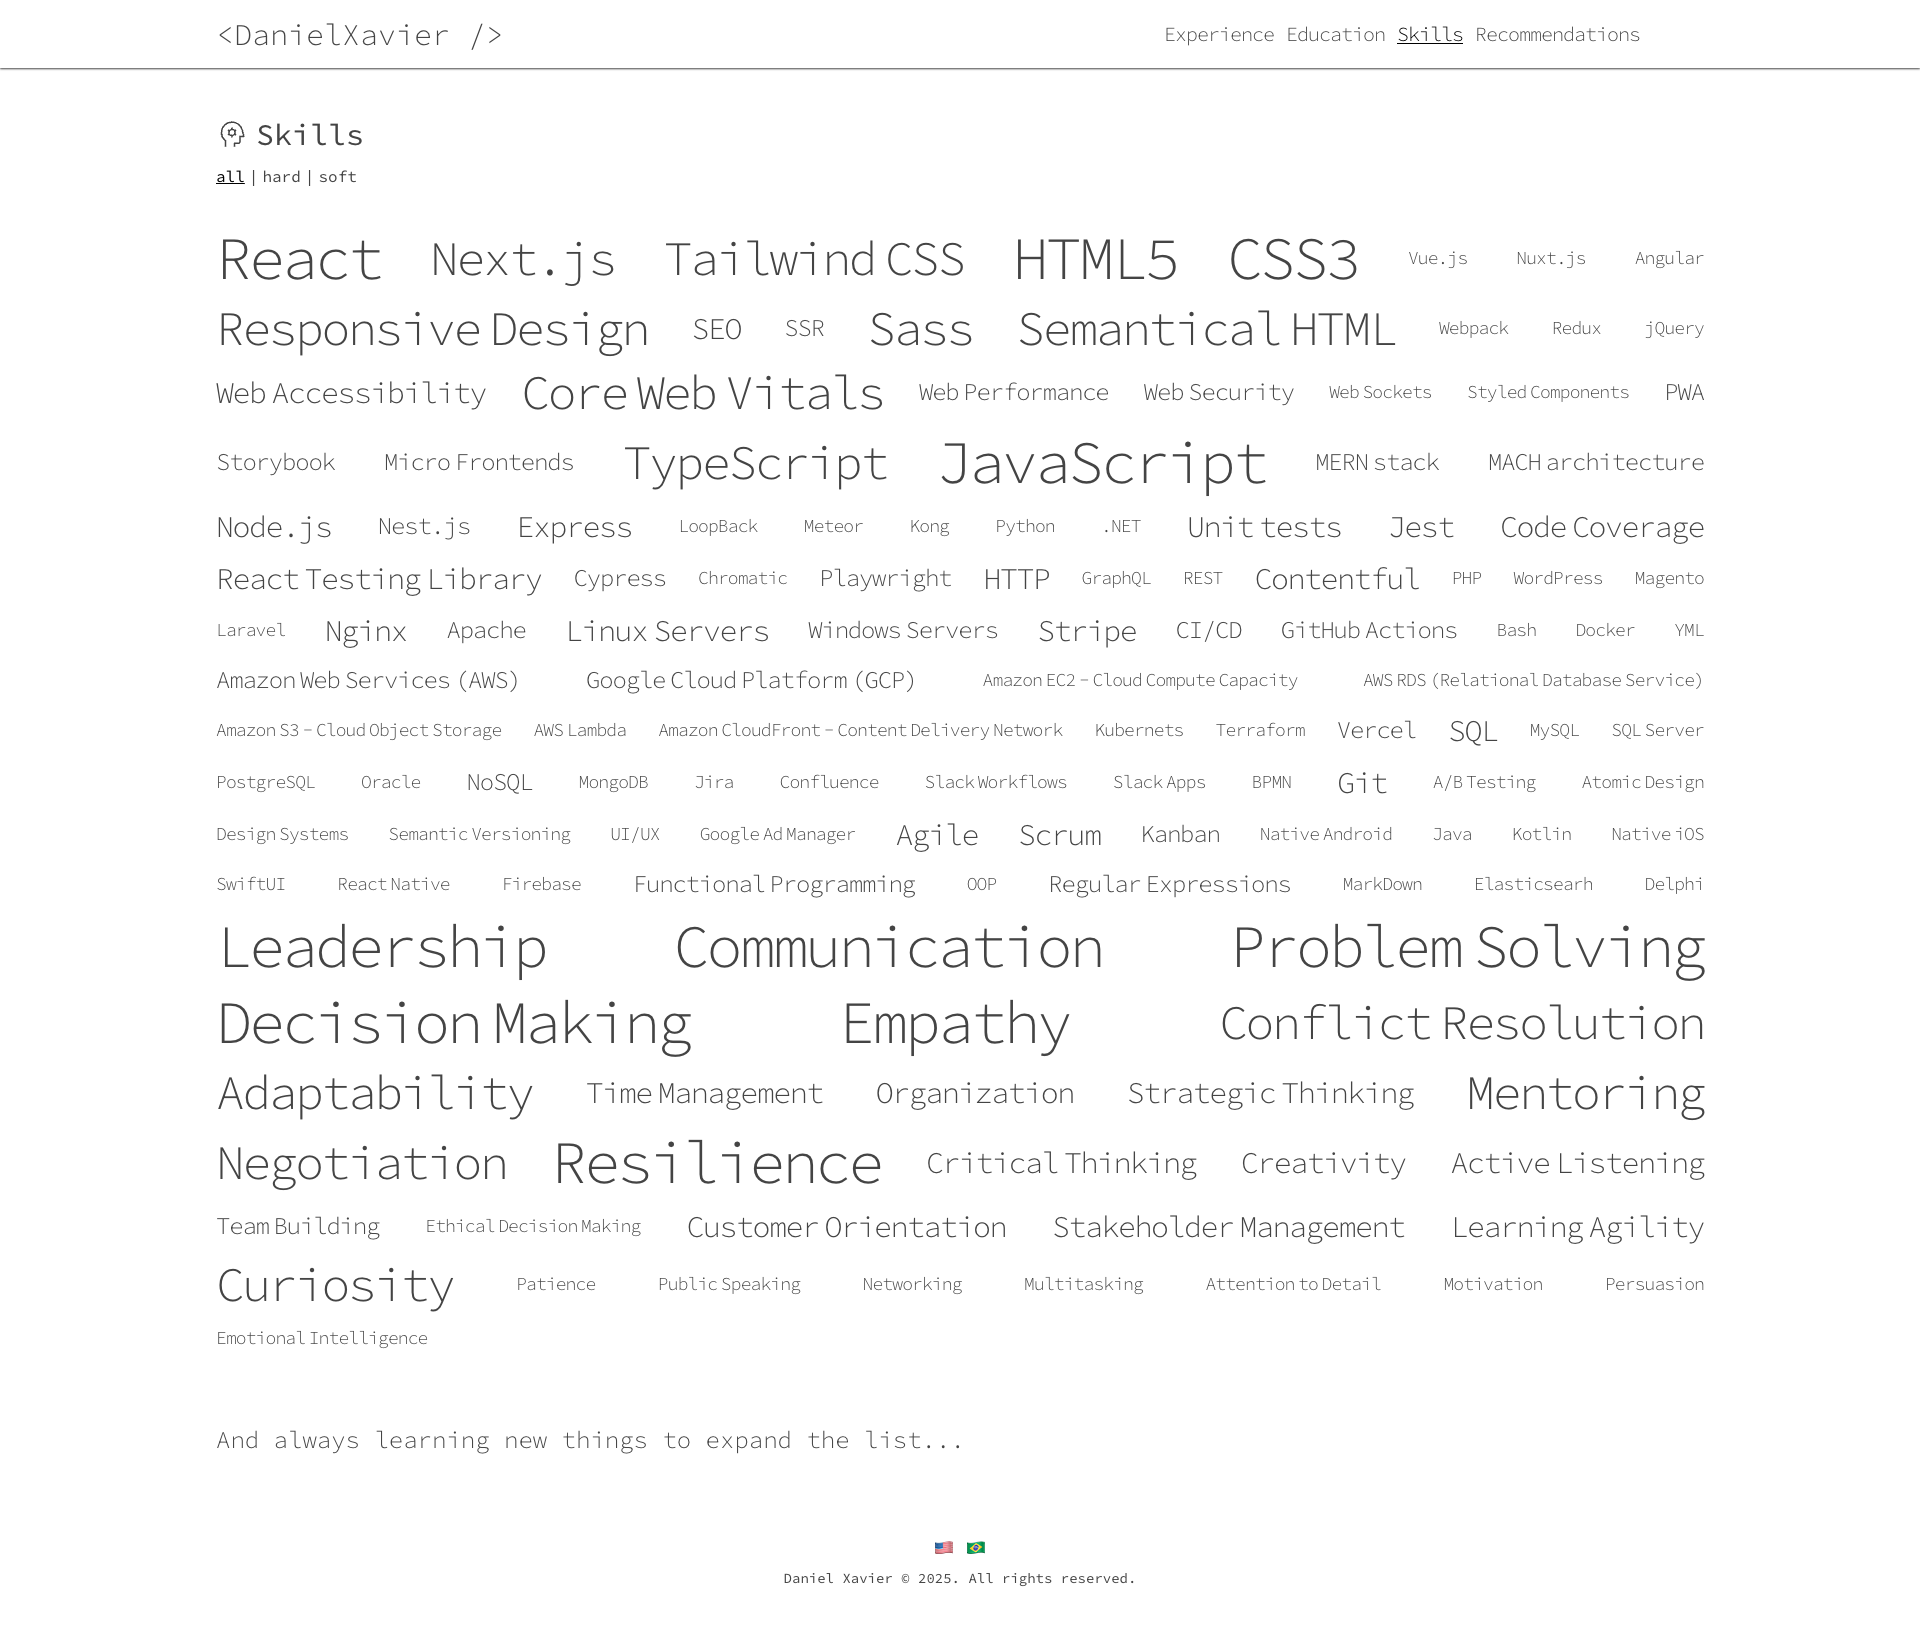 <DanielXavier />
Experience Education Skills Recommendations
Skills
all | hard | soft
React Next.js Tailwind CSS HTML5 CSS3 Vue.js Nuxt.js Angular
Responsive Design SEO SSR Sass Semantical HTML Webpack Redux jQuery
Web Accessibility Core Web Vitals Web Performance Web Security Web Sockets Styled Components PWA
Storybook Micro Frontends TypeScript JavaScript MERN stack MACH architecture
Node.js Nest.js Express LoopBack Meteor Kong Python .NET Unit tests Jest Code Coverage
React Testing Library Cypress Chromatic Playwright HTTP GraphQL REST Contentful PHP WordPress Magento
Laravel Nginx Apache Linux Servers Windows Servers Stripe CI/CD GitHub Actions Bash Docker YML
Amazon Web Services (AWS) Google Cloud Platform (GCP) Amazon EC2 - Cloud Compute Capacity AWS RDS (Relational Database Service)
Amazon S3 - Cloud Object Storage AWS Lambda Amazon CloudFront - Content Delivery Network Kubernets Terraform Vercel SQL MySQL SQL Server
PostgreSQL Oracle NoSQL MongoDB Jira Confluence Slack Workflows Slack Apps BPMN Git A/B Testing Atomic Design
Design Systems Semantic Versioning UI/UX Google Ad Manager Agile Scrum Kanban Native Android Java Kotlin Native iOS
SwiftUI React Native Firebase Functional Programming OOP Regular Expressions MarkDown Elasticsearh Delphi
Leadership Communication Problem Solving
Decision Making Empathy Conflict Resolution
Adaptability Time Management Organization Strategic Thinking Mentoring
Negotiation Resilience Critical Thinking Creativity Active Listening
Team Building Ethical Decision Making Customer Orientation Stakeholder Management Learning Agility
Curiosity Patience Public Speaking Networking Multitasking Attention to Detail Motivation Persuasion
Emotional Intelligence
And always learning new things to expand the list...
Daniel Xavier © 2025. All rights reserved.